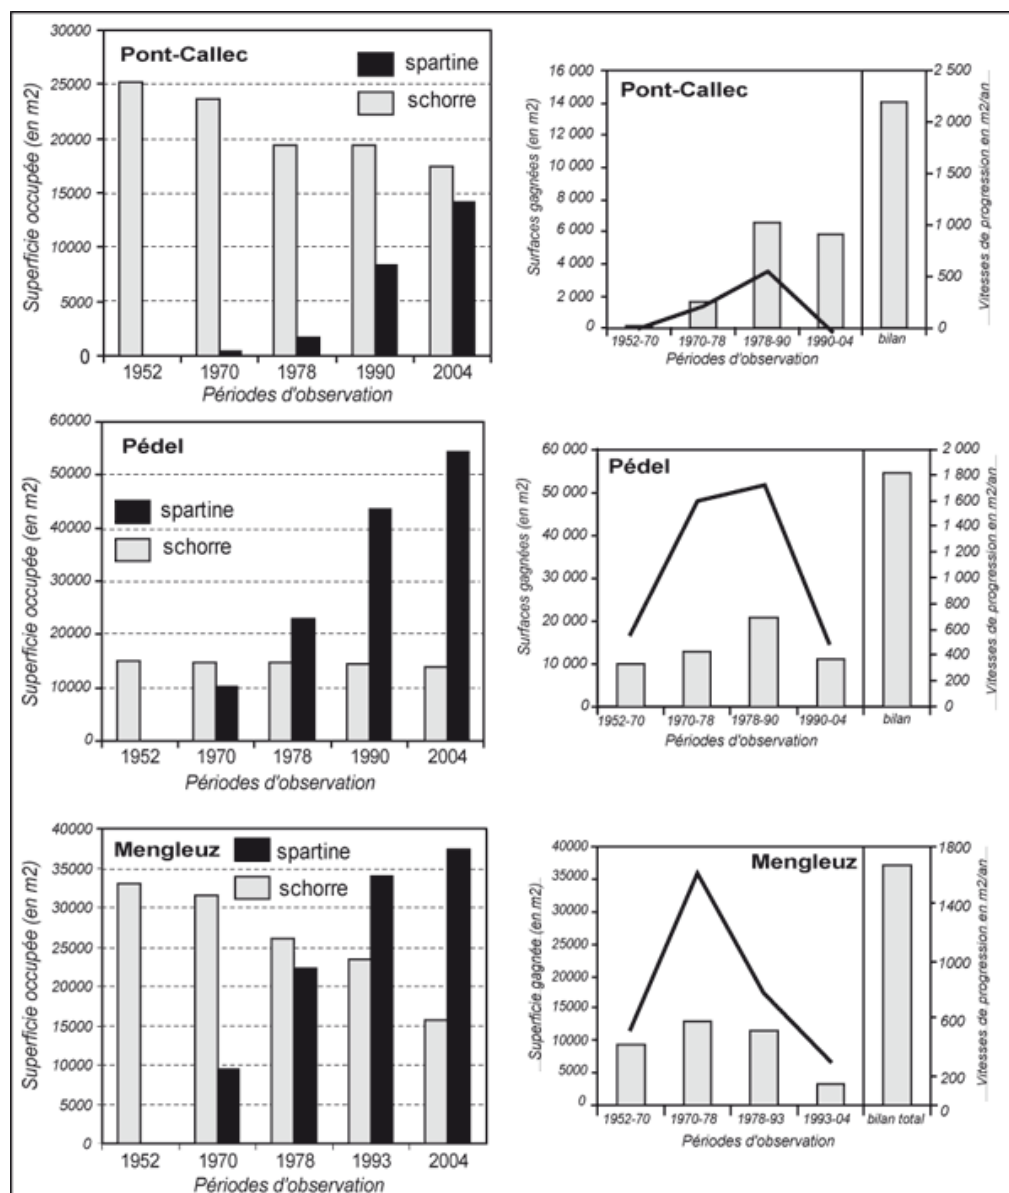 Pont-Callec
spartine
schorre
Superficie occupée (en m2)
30000
25000
20000
15000
10000
5000
0
1952 1970 1978 1990 2004
Périodes d'observation
Pont-Callec
Surfaces gagnées (en m2)
16 000
14 000
12 000
10 000
8 000
6 000
4 000
2 000
0
2 500
2 000
1 500
1 000
500
0
Vitesses de progression en m2/an
1952-70 1970-78 1978-90 1990-04 bilan
Périodes d'observation
Pédel
spartine
schorre
Superficie occupée (en m2)
60000
50000
40000
30000
20000
10000
0
1952 1970 1978 1990 2004
Périodes d'observation
Pédel
Surfaces gagnées (en m2)
60 000
50 000
40 000
30 000
20 000
10 000
0
2 000
1 800
1 600
1 400
1 200
1 000
800
600
400
200
0
Vitesses de progression en m2/an
1952-70 1970-78 1978-90 1990-04 bilan
Périodes d'observation
Mengleuz
spartine
schorre
Superficie occupée (en m2)
40000
35000
30000
25000
20000
15000
10000
5000
0
1952 1970 1978 1993 2004
Périodes d'observation
Mengleuz
Superficie gagnée (en m2)
40000
35000
30000
25000
20000
15000
10000
5000
0
1800
1400
1000
600
200
0
Vitesses de progression en m2/an
1952-70 1970-78 1978-93 1993-04 bilan total
Périodes d'observation